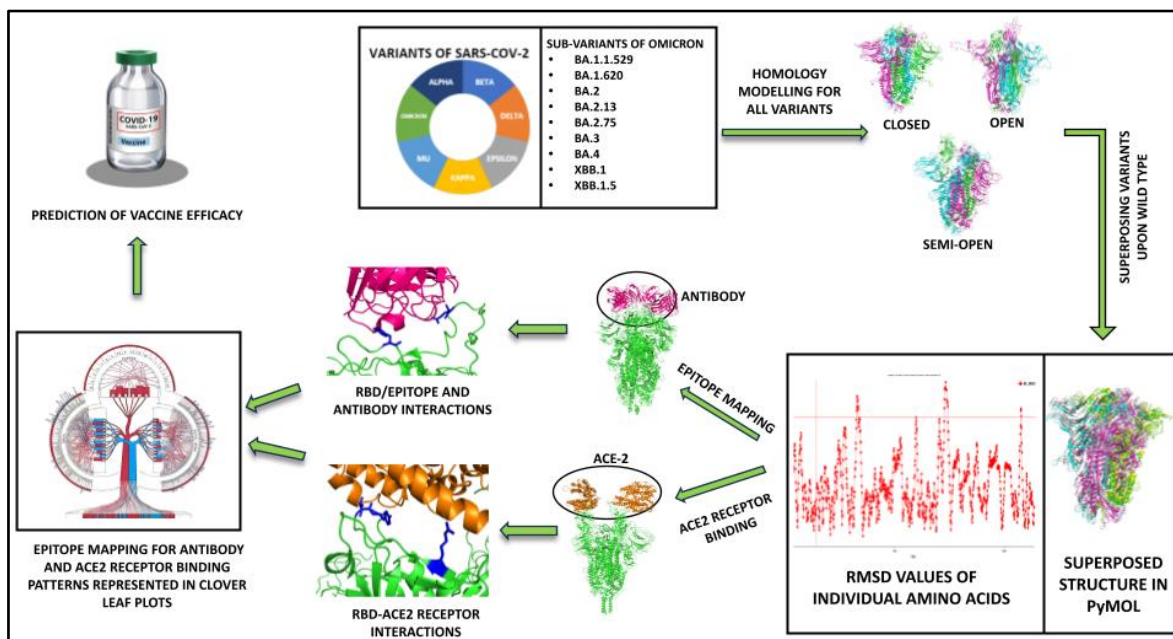 VARIANTS OF SARS-COV-2
ALPHA
BETA
DELTA
EPSILON
KAPPA
MU
OMICRON
SUB-VARIANTS OF OMICRON
• BA.1.1.529
• BA.1.620
• BA.2
• BA.2.13
• BA.2.75
• BA.3
• BA.4
• XBB.1
• XBB.1.5
HOMOLOGY
MODELLING FOR
ALL VARIANTS
CLOSED
OPEN
SEMI-OPEN
SUPERPOSING VARIANTS
UPON WILD TYPE
RMSD VALUES OF
INDIVIDUAL AMINO ACIDS
SUPERPOSED
STRUCTURE IN
PyMOL
EPITOPE MAPPING
ACE2 RECEPTOR
BINDING
ANTIBODY
ACE-2
RBD/EPITOPE AND
ANTIBODY INTERACTIONS
RBD-ACE2 RECEPTOR
INTERACTIONS
EPITOPE MAPPING FOR ANTIBODY
AND ACE2 RECEPTOR BINDING
PATTERNS REPRESENTED IN CLOVER
LEAF PLOTS
COVID-19
SARS-CoV-2
Vaccine
PREDICTION OF VACCINE EFFICACY